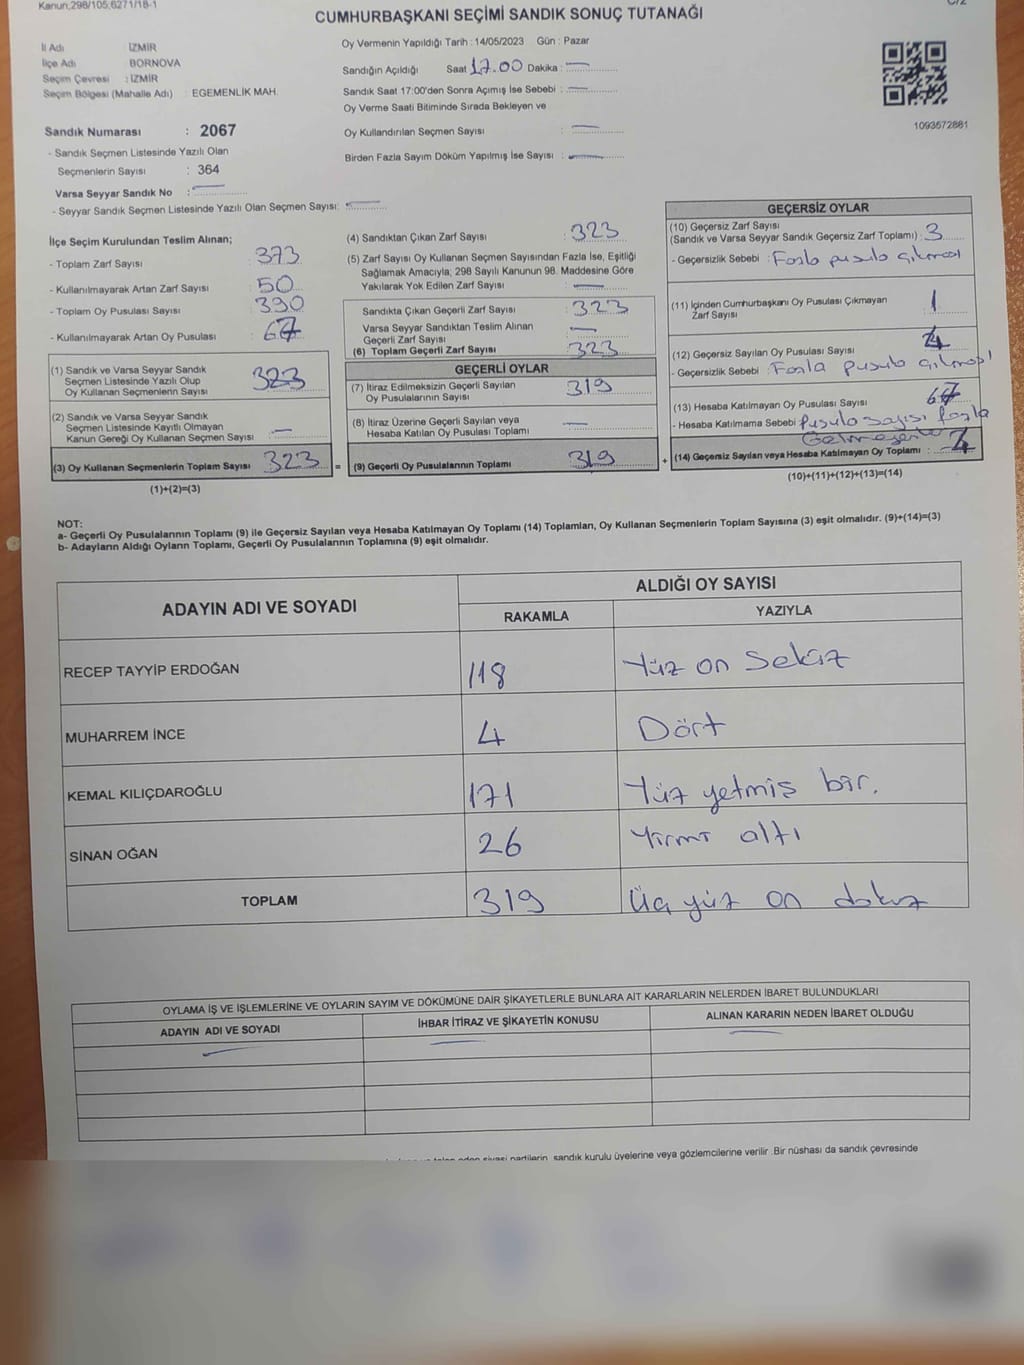 Kanun,298/105;6271/18-1
C/2
CUMHURBAŞKANI SEÇİMİ SANDIK SONUÇ TUTANAĞI
İl Adı İZMİR
İlçe Adı BORNOVA
Seçim Çevresi : İZMİR
Seçim Bölgesi (Mahalle Adı) : EGEMENLİK MAH.
Sandık Numarası : 2067
- Sandık Seçmen Listesinde Yazılı Olan
Seçmenlerin Sayısı : 364
Varsa Seyyar Sandık No : —
- Seyyar Sandık Seçmen Listesinde Yazılı Olan Seçmen Sayısı: —
Oy Vermenin Yapıldığı Tarih : 14/05/2023 Gün : Pazar
Sandığın Açıldığı Saat 17.00 Dakika : —
Sandık Saat 17:00'den Sonra Açımış İse Sebebi : —
Oy Verme Saati Bitiminde Sırada Bekleyen ve
Oy Kullandırılan Seçmen Sayısı : —
Birden Fazla Sayım Döküm Yapılmış İse Sayısı : —
1093572881
İlçe Seçim Kurulundan Teslim Alınan;
- Toplam Zarf Sayısı : 373
- Kullanılmayarak Artan Zarf Sayısı : 50
- Toplam Oy Pusulası Sayısı : 390
- Kullanılmayarak Artan Oy Pusulası : 67
(1) Sandık ve Varsa Seyyar Sandık
Seçmen Listesinde Yazılı Olup
Oy Kullanan Seçmenlerin Sayısı 323
(2) Sandık ve Varsa Seyyar Sandık
Seçmen Listesinde Kayıtlı Olmayan
Kanun Gereği Oy Kullanan Seçmen Sayısı —
(3) Oy Kullanan Seçmenlerin Toplam Sayısı 323 =
(1)+(2)=(3)
(4) Sandıktan Çıkan Zarf Sayısı : 323
(5) Zarf Sayısı Oy Kullanan Seçmen Sayısından Fazla İse, Eşitliği
Sağlamak Amacıyla; 298 Sayılı Kanunun 98. Maddesine Göre
Yakılarak Yok Edilen Zarf Sayısı : —
Sandıkta Çıkan Geçerli Zarf Sayısı : 323
Varsa Seyyar Sandıktan Teslim Alınan
Geçerli Zarf Sayısı : —
(6) Toplam Geçerli Zarf Sayısı : 323
GEÇERLİ OYLAR
(7) İtiraz Edilmeksizin Geçerli Sayılan
Oy Pusulalarının Sayısı : 319
(8) İtiraz Üzerine Geçerli Sayılan veya
Hesaba Katılan Oy Pusulası Toplamı : —
(9) Geçerli Oy Pusulalarının Toplamı : 319 +
GEÇERSİZ OYLAR
(10) Geçersiz Zarf Sayısı
(Sandık ve Varsa Seyyar Sandık Geçersiz Zarf Toplamı) : 3
- Geçersizlik Sebebi : Fazla pusula çıkması
(11) İçinden Cumhurbaşkanı Oy Pusulası Çıkmayan
Zarf Sayısı : 1
(12) Geçersiz Sayılan Oy Pusulası Sayısı :
- Geçersizlik Sebebi : Fazla pusula çıkması
(13) Hesaba Katılmayan Oy Pusulası Sayısı :
- Hesaba Katılmama Sebebi : Pusula sayısı fazla
(14) Geçersiz Sayılan veya Hesaba Katılmayan Oy Toplamı :
(10)+(11)+(12)+(13)=(14)
NOT:
a- Geçerli Oy Pusulalarının Toplamı (9) ile Geçersiz Sayılan veya Hesaba Katılmayan Oy Toplamı (14) Toplamları, Oy Kullanan Seçmenlerin Toplam Sayısına (3) eşit olmalıdır. (9)+(14)=(3)
b- Adayların Aldığı Oyların Toplamı, Geçerli Oy Pusulalarının Toplamına (9) eşit olmalıdır.
ADAYIN ADI VE SOYADI ALDIĞI OY SAYISI
RAKAMLA YAZIYLA
RECEP TAYYİP ERDOĞAN 118 Yüz on sekiz
MUHARREM İNCE 4 Dört
KEMAL KILIÇDAROĞLU 171 Yüz yetmiş bir.
SİNAN OĞAN 26 Yirmi altı
TOPLAM 319 Üç yüz on dokuz
OYLAMA İŞ VE İŞLEMLERİNE VE OYLARIN SAYIM VE DÖKÜMÜNE DAİR ŞİKAYETLERLE BUNLARA AİT KARARLARIN NELERDEN İBARET BULUNDUKLARI
ADAYIN ADI VE SOYADI İHBAR İTİRAZ VE ŞİKAYETİN KONUSU ALINAN KARARIN NEDEN İBARET OLDUĞU
— — —
siyasi partilerin, sandık kurulu üyelerine veya gözlemcilerine verilir .Bir nüshası da sandık çevresinde